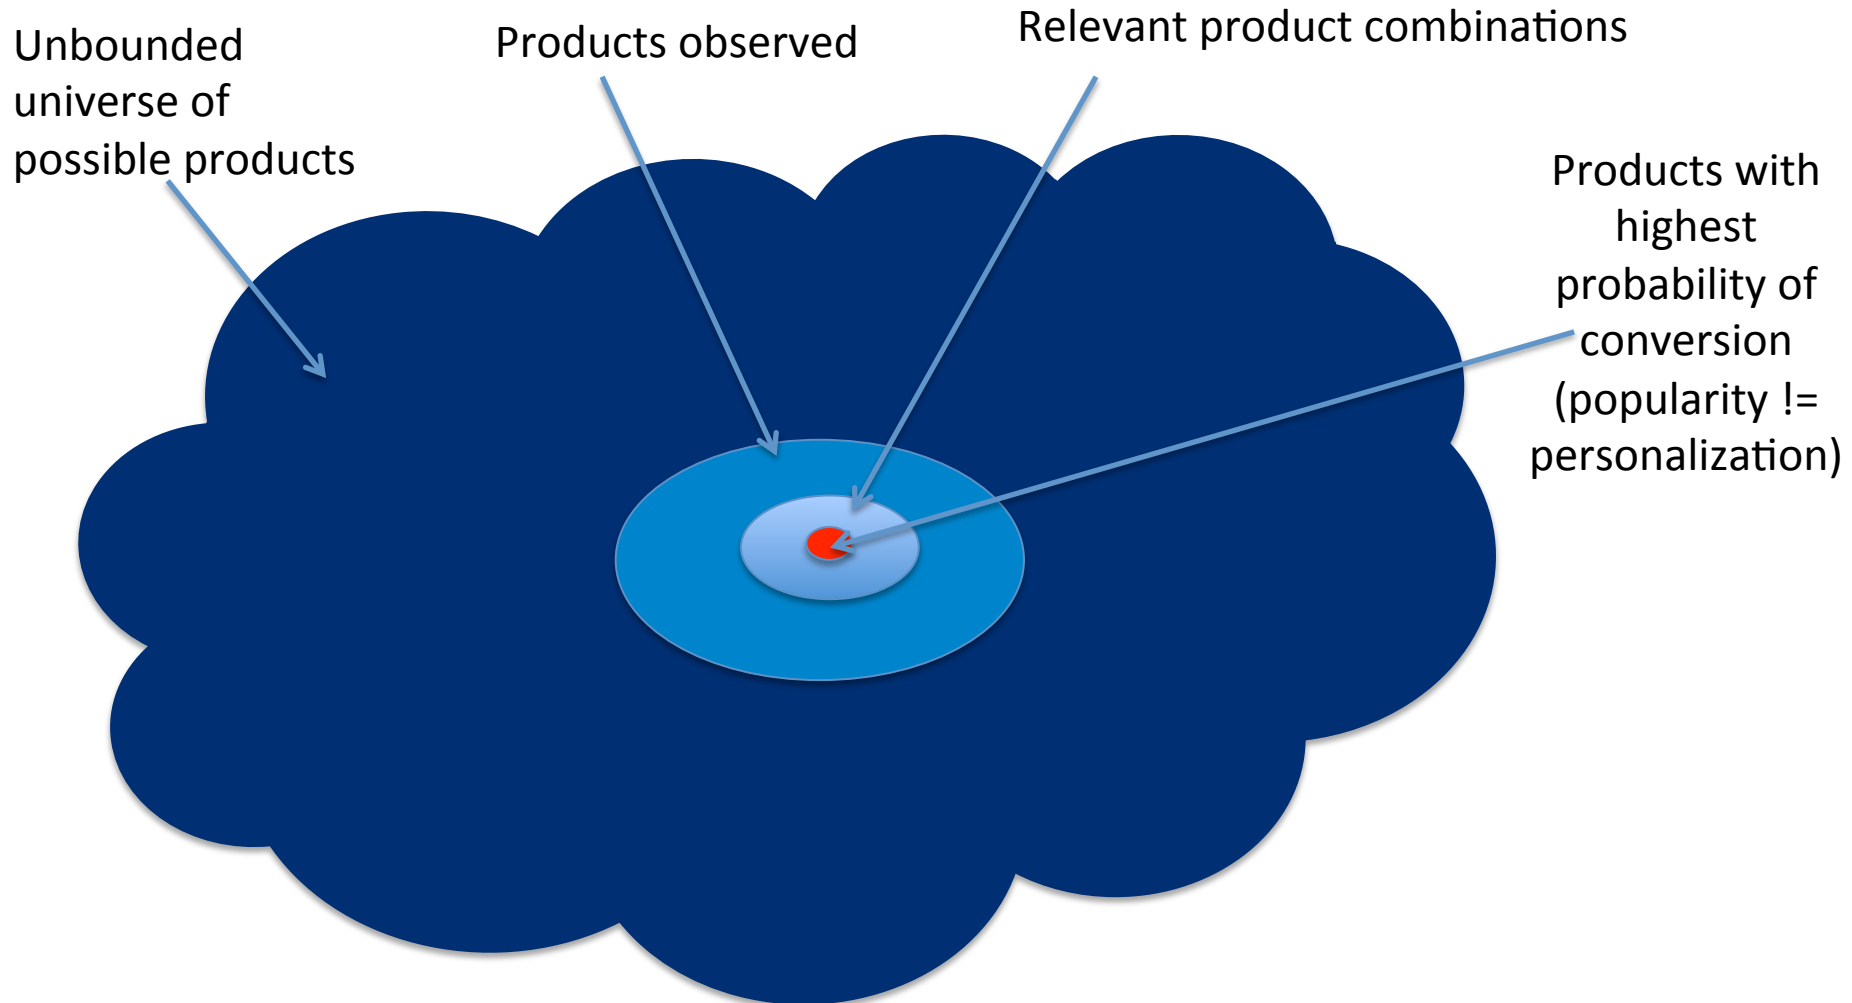 Unbounded
universe of
possible products
Products observed
Relevant product combinations
Products with
highest
probability of
conversion
(popularity !=
personalization)